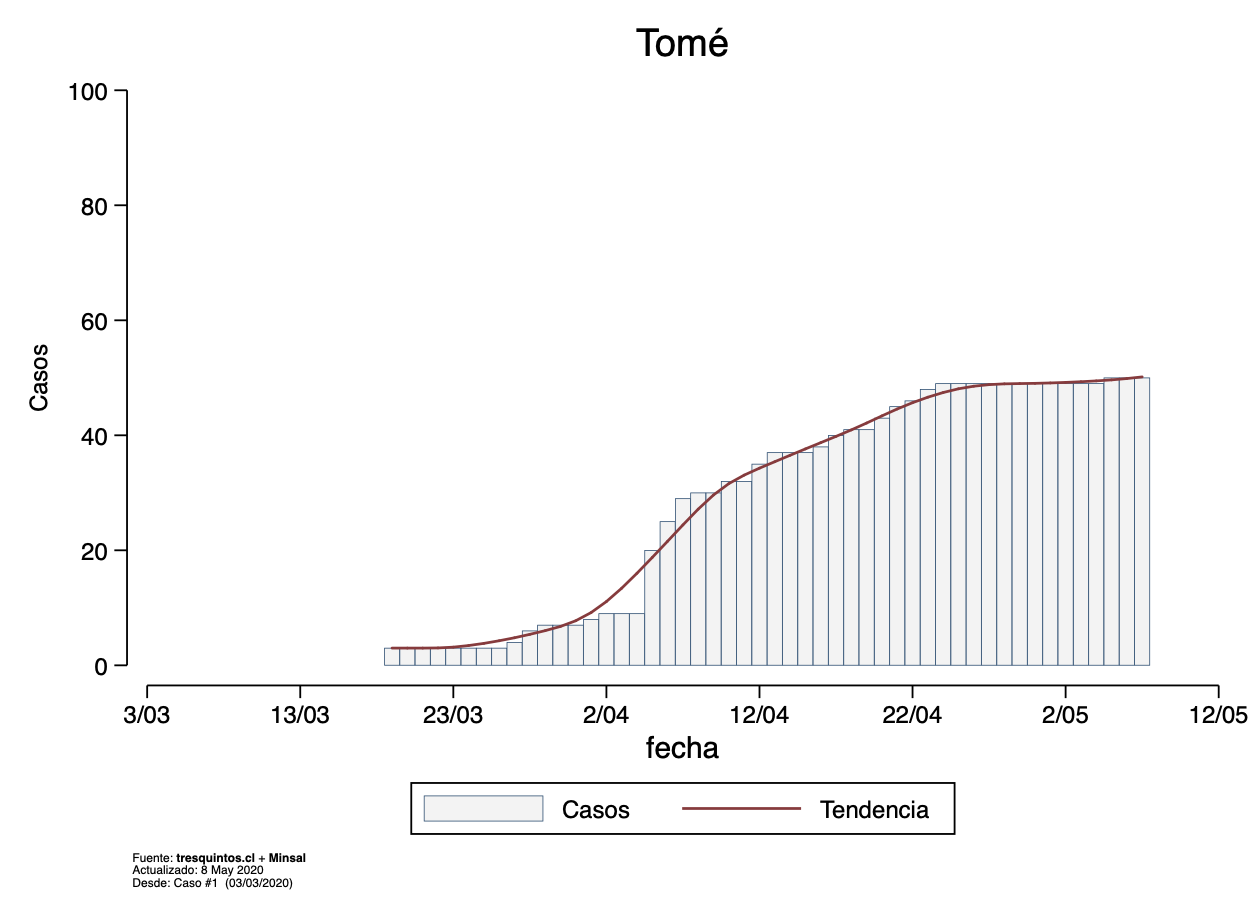 Tomé
100
80
60
40
20
0
Casos
3/03
13/03
23/03
2/04
12/04
22/04
2/05
12/05
fecha
Casos
Tendencia
Fuente: tresquintos.cl + Minsal
Actualizado: 8 May 2020
Desde: Caso #1 (03/03/2020)